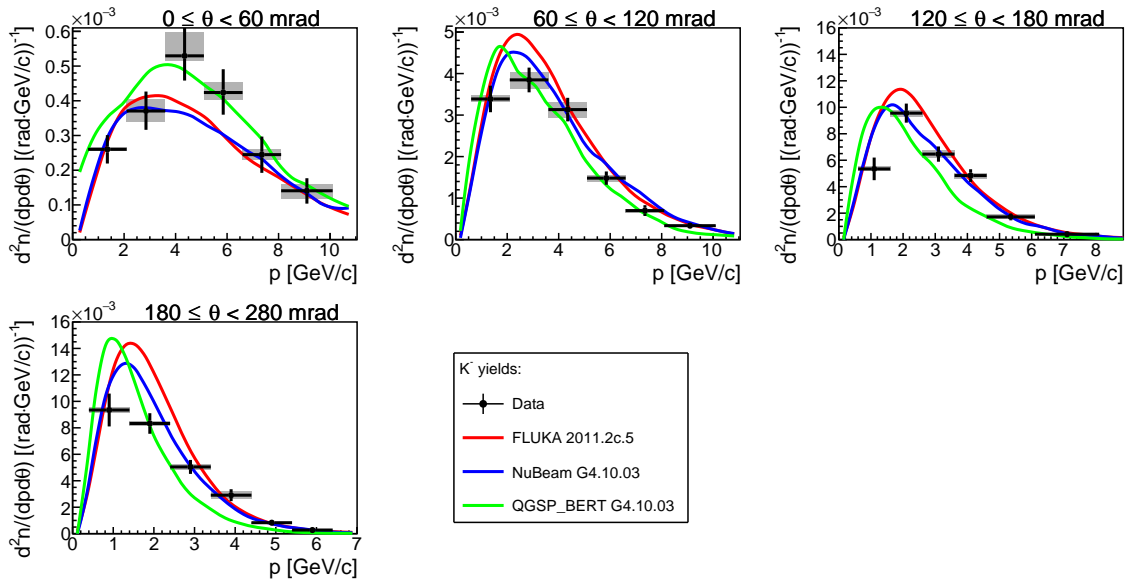 ×10⁻³ 0 ≤ θ < 60 mrad
d²n/(dpdθ) [(rad·GeV/c))⁻¹]
0.6
0.5
0.4
0.3
0.2
0.1
0
0 2 4 6 8 10
p [GeV/c]
×10⁻³ 60 ≤ θ < 120 mrad
d²n/(dpdθ) [(rad·GeV/c))⁻¹]
5
4
3
2
1
0
0 2 4 6 8 10
p [GeV/c]
×10⁻³ 120 ≤ θ < 180 mrad
d²n/(dpdθ) [(rad·GeV/c))⁻¹]
16
14
12
10
8
6
4
2
0
0 1 2 3 4 5 6 7 8
p [GeV/c]
×10⁻³ 180 ≤ θ < 280 mrad
d²n/(dpdθ) [(rad·GeV/c))⁻¹]
16
14
12
10
8
6
4
2
0
0 1 2 3 4 5 6 7
p [GeV/c]
K⁻ yields:
Data
FLUKA 2011.2c.5
NuBeam G4.10.03
QGSP_BERT G4.10.03